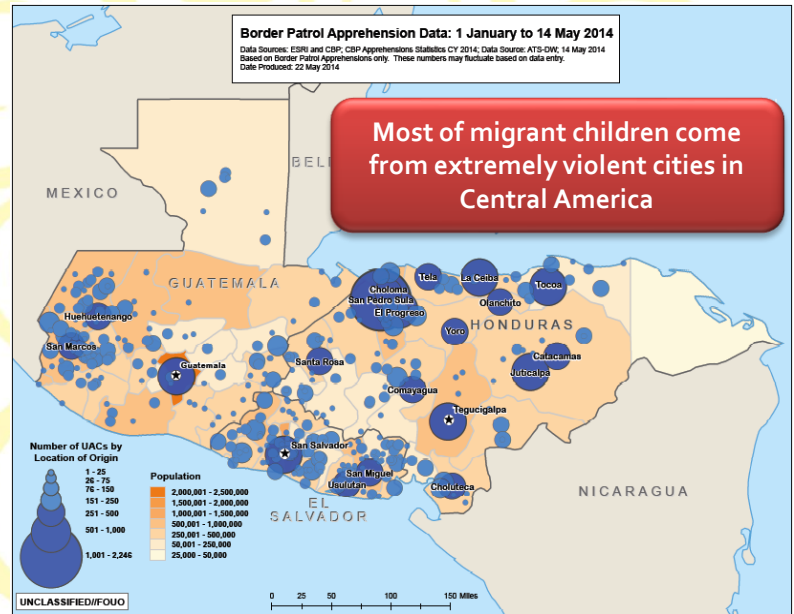 Border Patrol Apprehension Data: 1 January to 14 May 2014
Data Sources: ESRI and CBP; CBP Apprehensions Statistics CY 2014; Data Source: ATS-DW; 14 May 2014
Based on Border Patrol Apprehensions only. These numbers may fluctuate based on data entry.
Date Produced: 22 May 2014
Most of migrant children come
from extremely violent cities in
Central America
MEXICO
BELI
GUATEMALA
Huehuetenango
San Marcos
Guatemala
Choloma
San Pedro Sula
El Progreso
Tela
La Ceiba
Tocoa
Olanchito
Yoro
HONDURAS
Catacamas
Juticalpa
Santa Rosa
Comayagua
Tegucigalpa
San Salvador
San Miguel
Usulutan
Choluteca
EL
SALVADOR
NICARAGUA
Number of UACs by
Location of Origin
1 - 25
26 - 75
76 - 150
151 - 250
251 - 500
501 - 1,000
1,001 - 2,246
Population
2,000,001 - 2,500,000
1,500,001 - 2,000,000
1,000,001 - 1,500,000
500,001 - 1,000,000
250,001 - 500,000
50,001 - 250,000
25,000 - 50,000
0 25 50 100 150 Miles
UNCLASSIFIED//FOUO